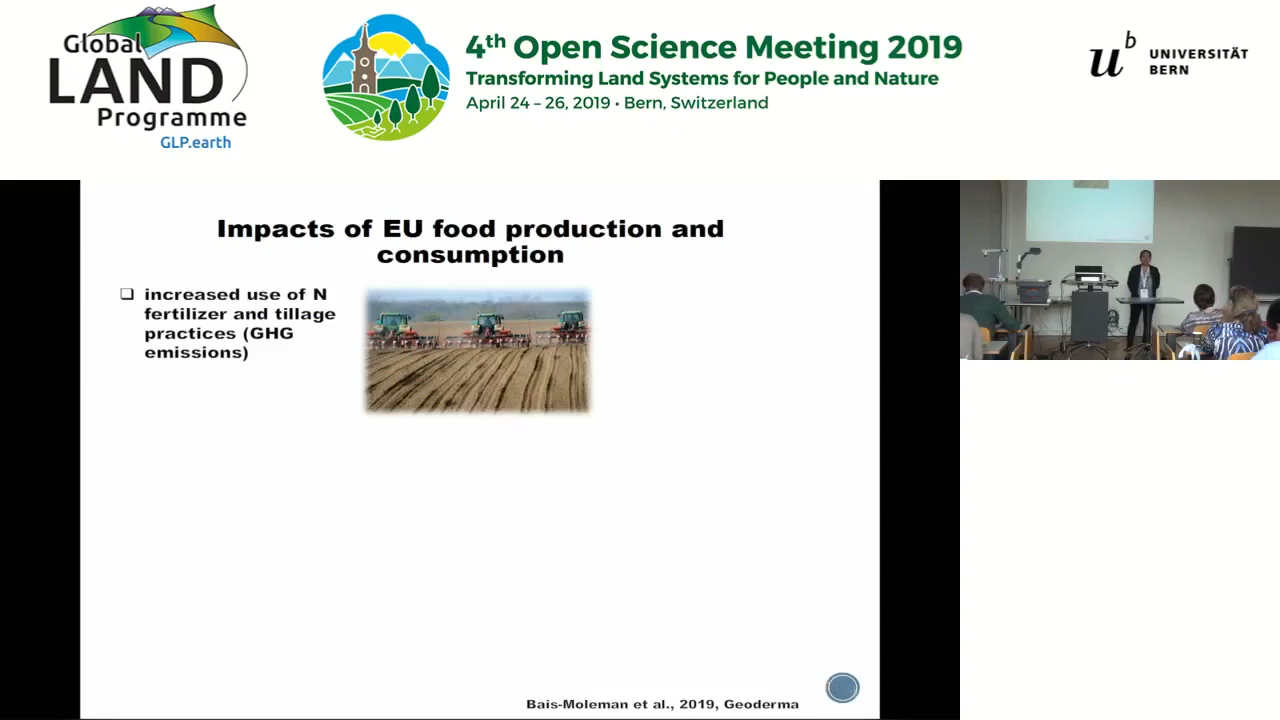 Global
LAND
Programme
GLP.earth
4th Open Science Meeting 2019
Transforming Land Systems for People and Nature
April 24 – 26, 2019 • Bern, Switzerland
u b
UNIVERSITÄT
BERN
Impacts of EU food production and
consumption
❑ increased use of N
fertilizer and tillage
practices (GHG
emissions)
Bais-Moleman et al., 2019, Geoderma